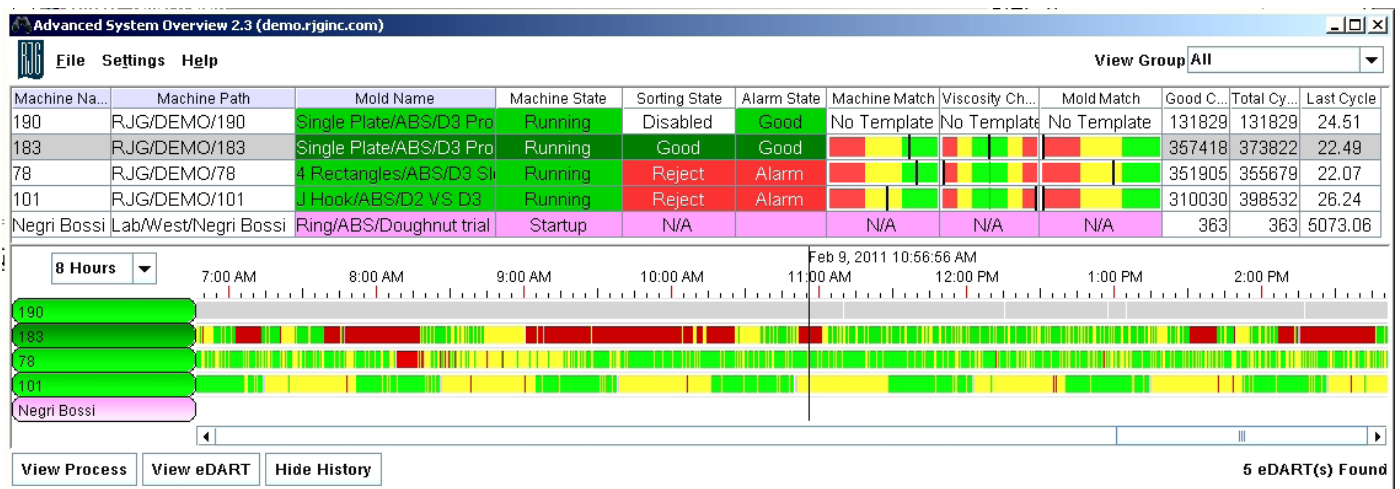 Advanced System Overview 2.3 (demo.rjginc.com)
RJG File Settings Help View Group All
Machine Na... Machine Path Mold Name Machine State Sorting State Alarm State Machine Match Viscosity Ch... Mold Match Good C... Total Cy... Last Cycle
190 RJG/DEMO/190 Single Plate/ABS/D3 Pro Running Disabled Good No Template No Template No Template 131829 131829 24.51
183 RJG/DEMO/183 Single Plate/ABS/D3 Pro Running Good Good 357418 373822 22.49
78 RJG/DEMO/78 4 Rectangles/ABS/D3 Sli Running Reject Alarm 351905 355679 22.07
101 RJG/DEMO/101 J Hook/ABS/D2 VS D3 Running Reject Alarm 310030 398532 26.24
Negri Bossi Lab/West/Negri Bossi Ring/ABS/Doughnut trial Startup N/A N/A N/A N/A 363 363 5073.06
Feb 9, 2011 10:56:56 AM
8 Hours 7:00 AM 8:00 AM 9:00 AM 10:00 AM 11:00 AM 12:00 PM 1:00 PM 2:00 PM
190
183
78
101
Negri Bossi
View Process View eDART Hide History 5 eDART(s) Found